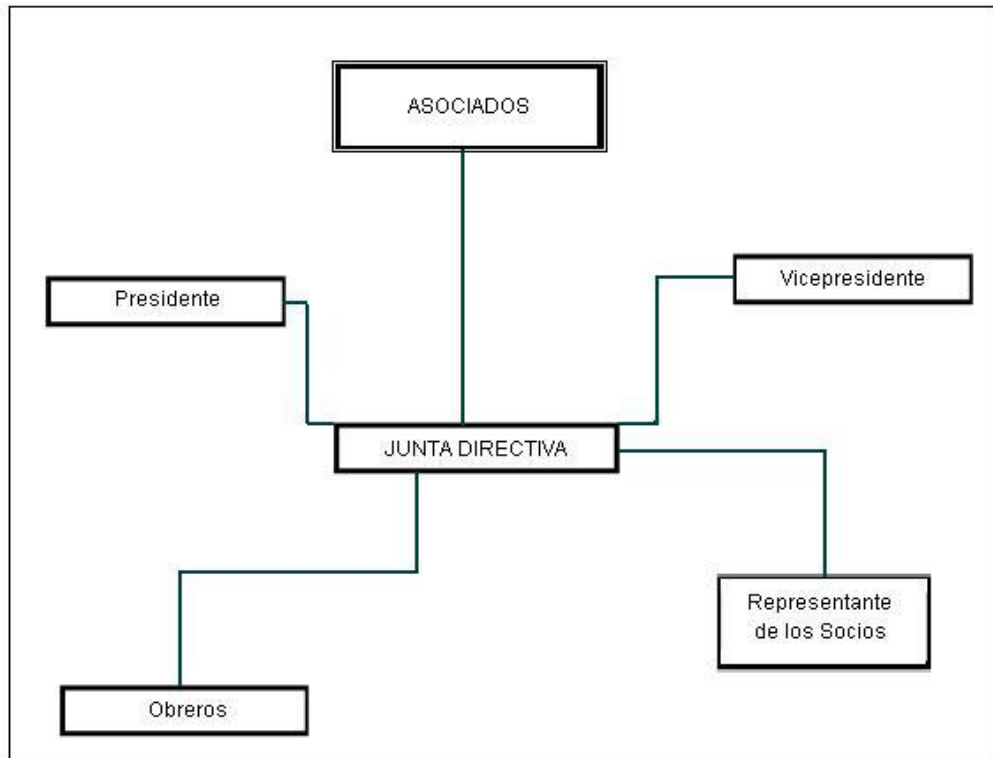 ASOCIADOS
Vicepresidente
Presidente
JUNTA DIRECTIVA
Representante
de los Socios
Obreros